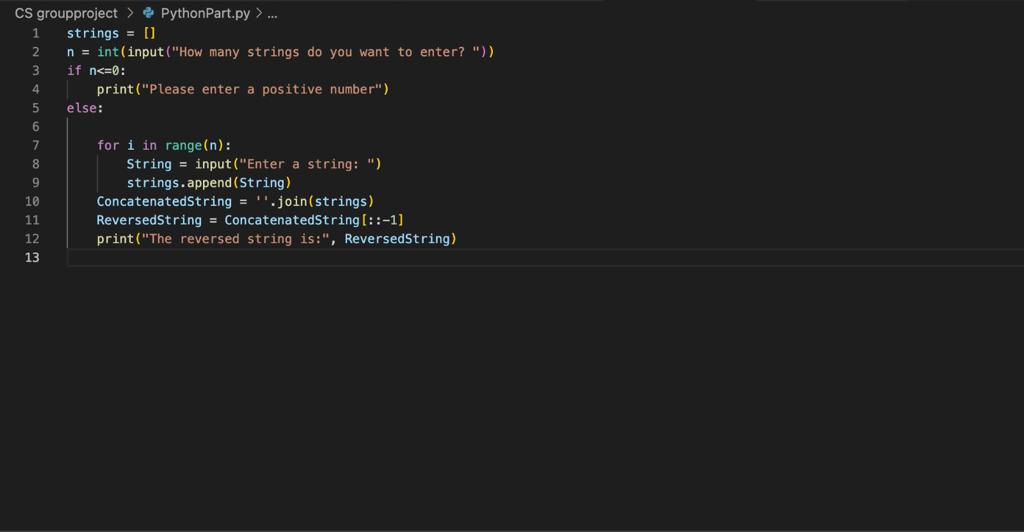 CS groupproject > PythonPart.py > ...
1 strings = []
2 n = int(input("How many strings do you want to enter? "))
3 if n<=0:
4     print("Please enter a positive number")
5 else:
6
7     for i in range(n):
8         String = input("Enter a string: ")
9         strings.append(String)
10     ConcatenatedString = ''.join(strings)
11     ReversedString = ConcatenatedString[::-1]
12     print("The reversed string is:", ReversedString)
13